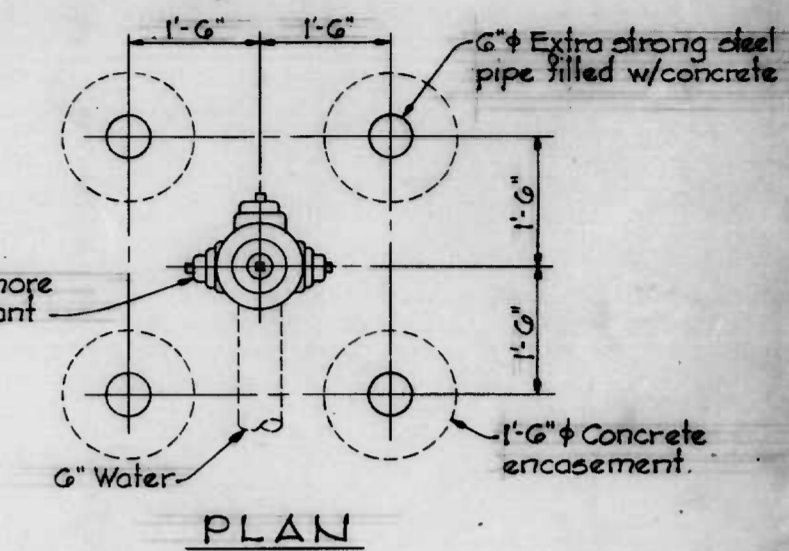 1'-6" 1'-6"
6"ϕ Extra strong steel
pipe filled w/concrete
1'-6"
more
ant
1'-6"
1'-6"ϕ Concrete
encasement.
6" Water
PLAN